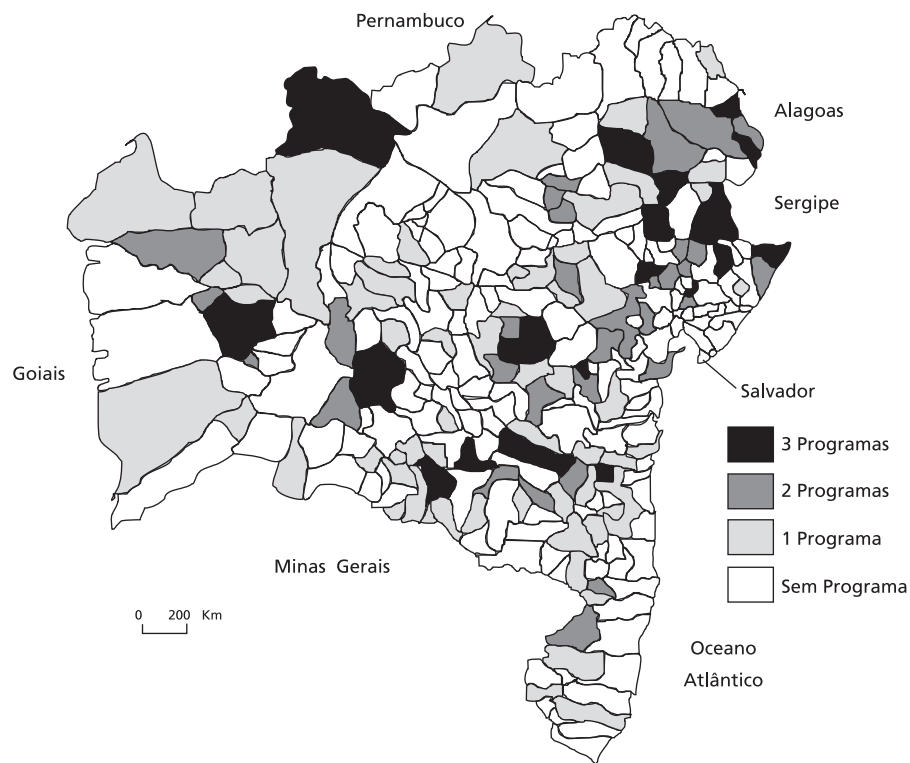 Pernambuco
Alagoas
Sergipe
Goiais
Salvador
3 Programas
2 Programas
1 Programa
Sem Programa
Minas Gerais
0 200 Km
Oceano
Atlântico